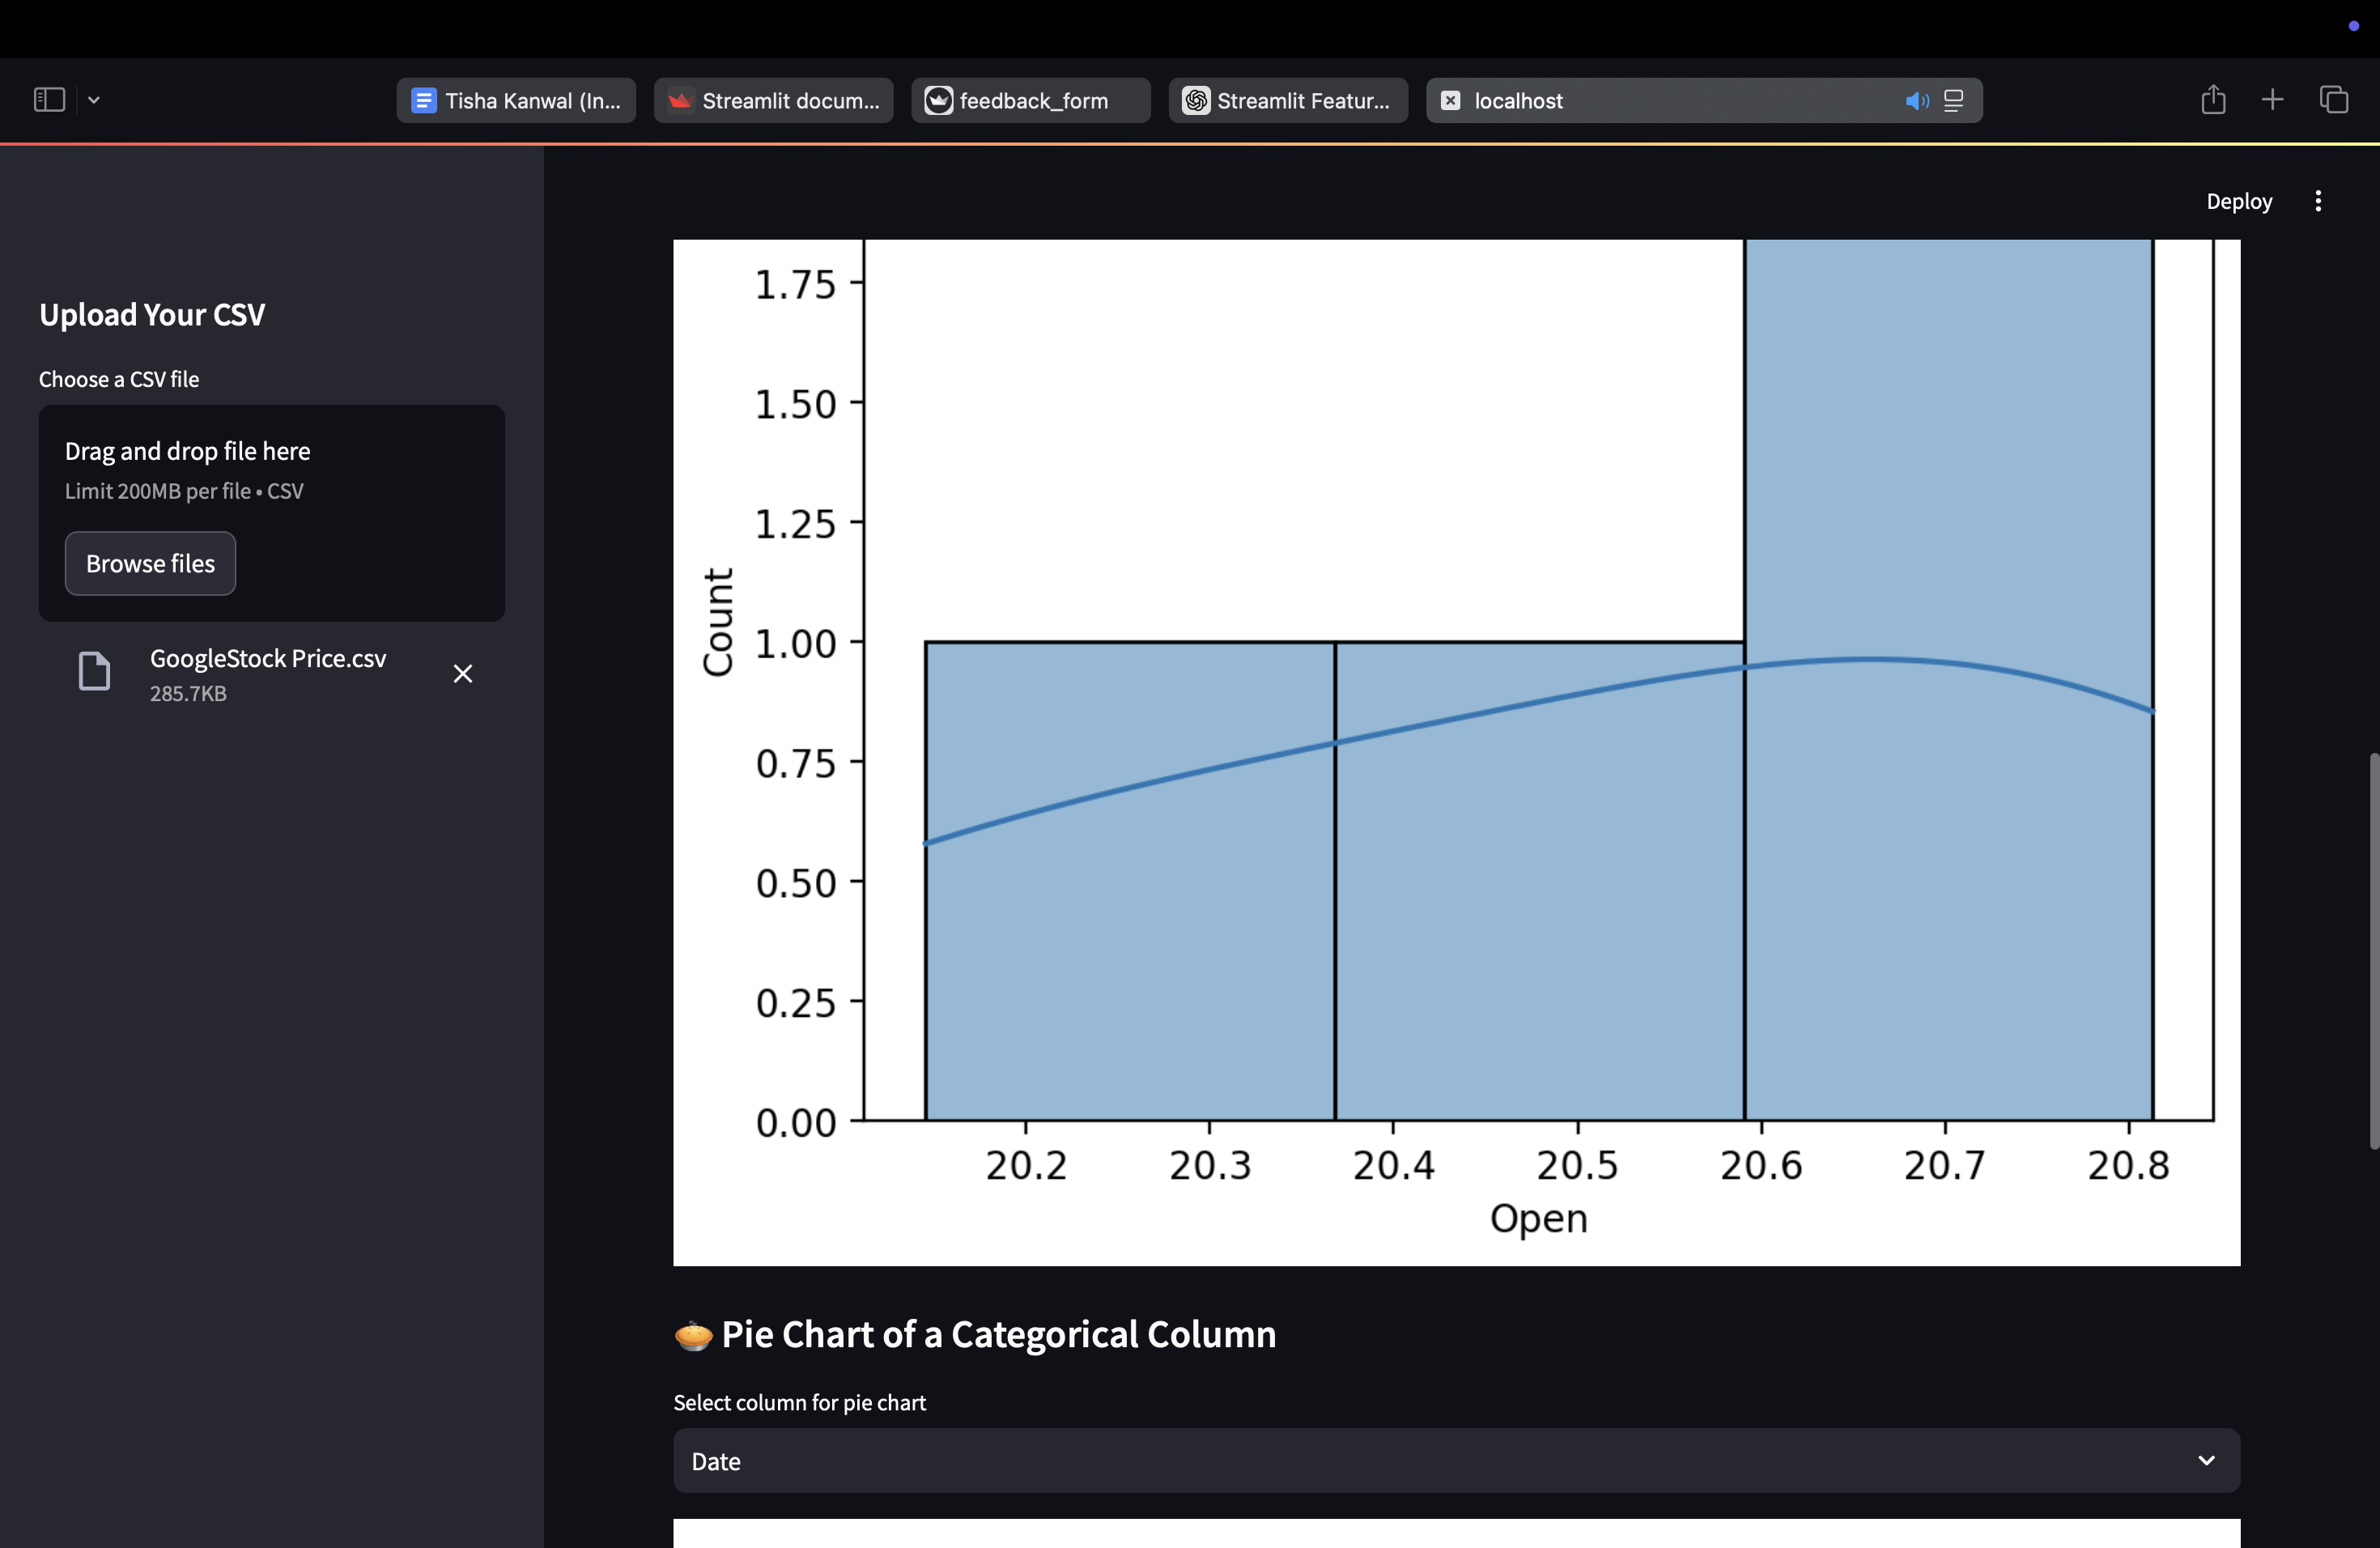 Tisha Kanwal (In...
Streamlit docum...
feedback_form
Streamlit Featur...
localhost
Deploy
Upload Your CSV
Choose a CSV file
Drag and drop file here
Limit 200MB per file • CSV
Browse files
GoogleStock Price.csv
285.7KB
1.75
1.50
1.25
1.00
0.75
0.50
0.25
0.00
Count
20.2 20.3 20.4 20.5 20.6 20.7 20.8
Open
Pie Chart of a Categorical Column
Select column for pie chart
Date